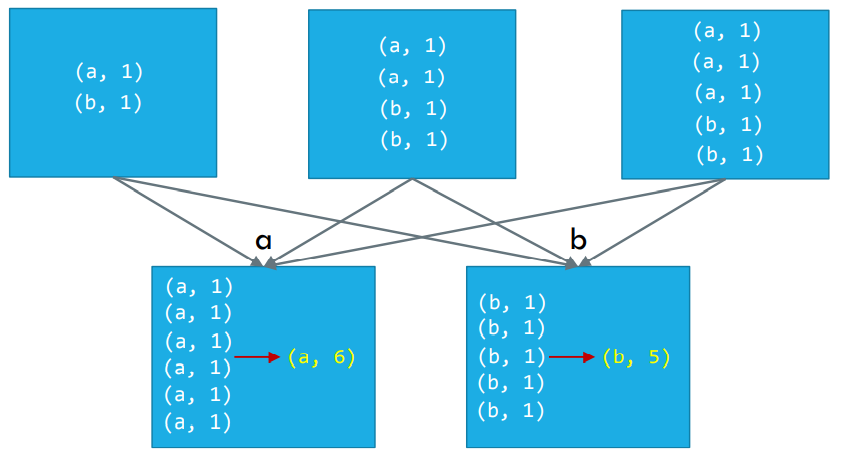 (a, 1)
(b, 1)
(a, 1)
(a, 1)
(b, 1)
(b, 1)
(a, 1)
(a, 1)
(a, 1)
(b, 1)
(b, 1)
a
b
(a, 1)
(a, 1)
(a, 1)
(a, 1)
(a, 1)
(a, 1)
(a, 6)
(b, 1)
(b, 1)
(b, 1)
(b, 1)
(b, 1)
(b, 5)